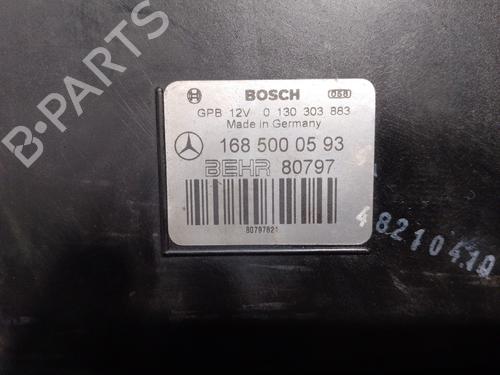 BOSCH
GPB 12V 0 130 303 883
Made in Germany
168 500 05 93
BEHR 80797
80797821
48210410
B-PARTS